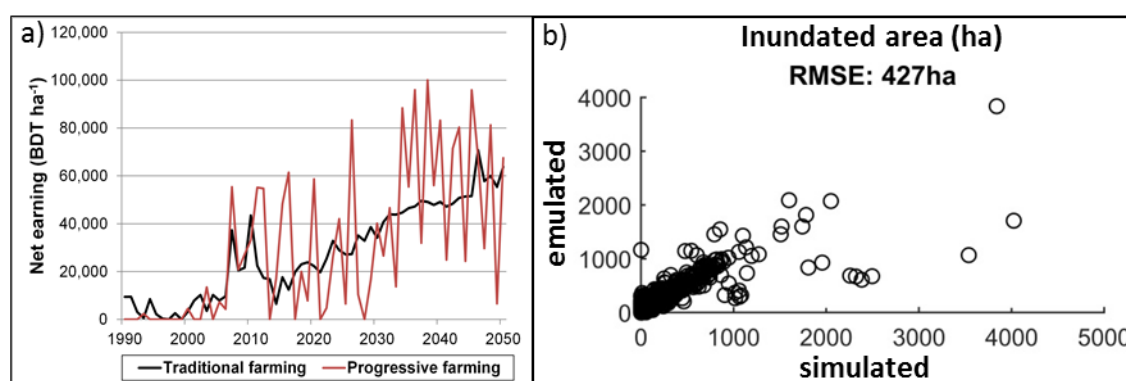 a)
120,000
100,000
80,000
60,000
40,000
20,000
0
Net earning (BDT ha⁻¹)
1990 2000 2010 2020 2030 2040 2050
Traditional farming Progressive farming
b)
Inundated area (ha)
RMSE: 427ha
4000
3000
2000
1000
0
emulated
0 1000 2000 3000 4000 5000
simulated